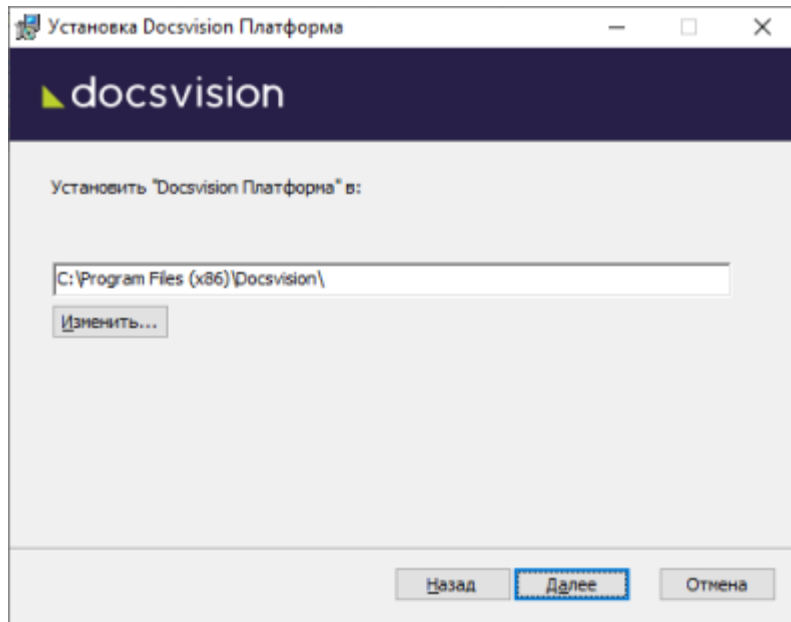 Установка Docsvision Платформа
docsvision
Установить "Docsvision Платформа" в:
C:\Program Files (x86)\Docsvision\
Изменить...
Назад Далее Отмена